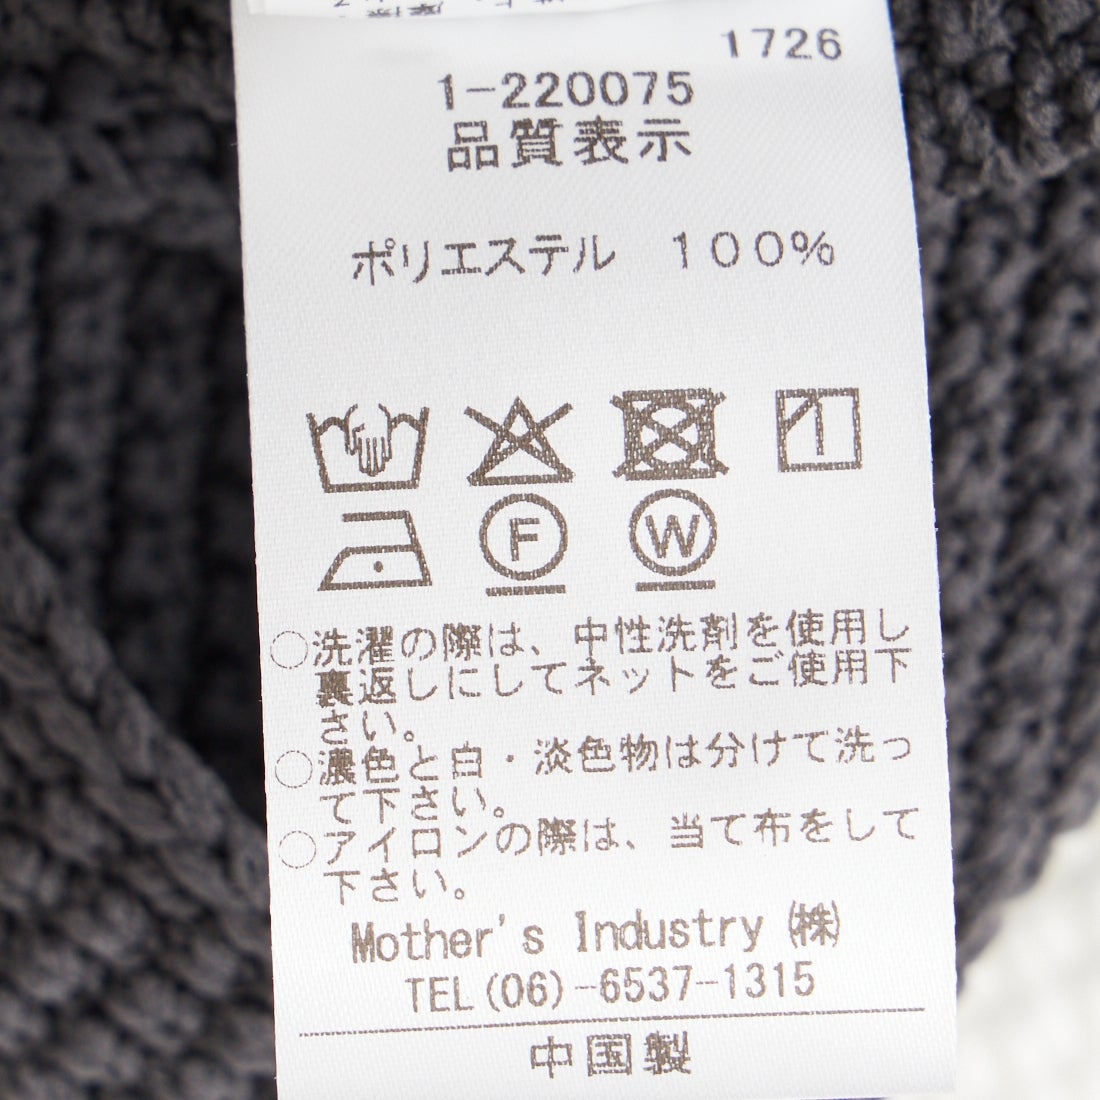 1726
1-220075
品質表示
ポリエステル 100%
F W
○洗濯の際は、中性洗剤を使用し
裏返しにしてネットをご使用下
さい。
○濃色と白・淡色物は分けて洗っ
て下さい。
○アイロンの際は、当て布をして
下さい。
Mother's Industry ㈱
TEL(06)-6537-1315
中国製